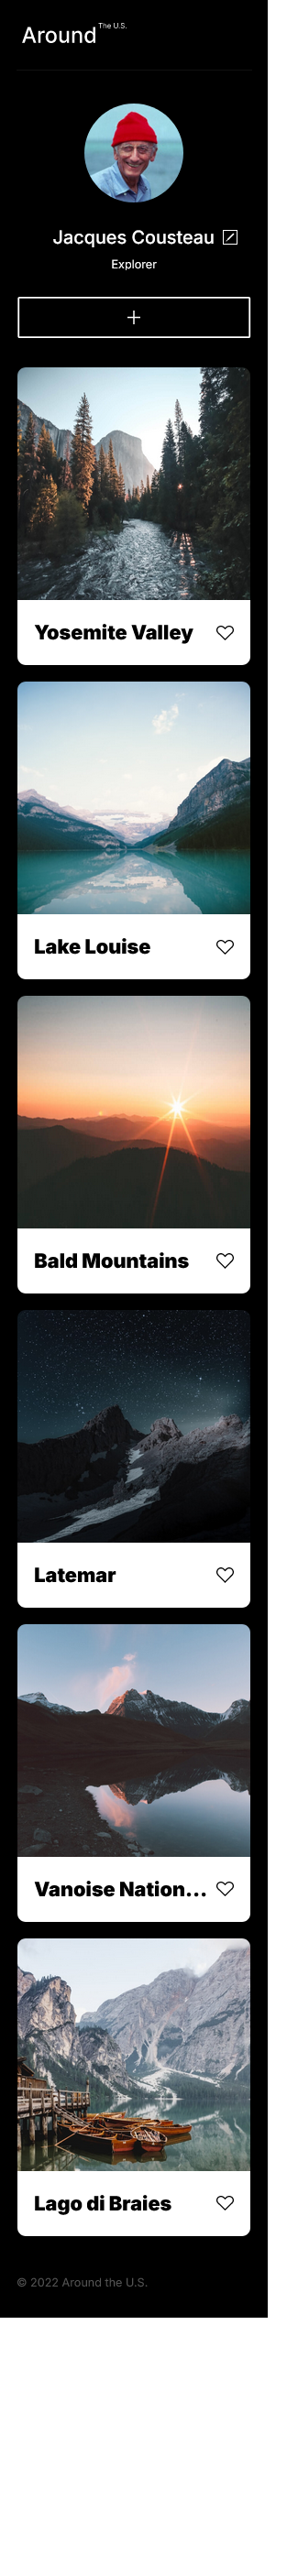 Around The U.S.
Jacques Cousteau
Explorer
Yosemite Valley
Lake Louise
Bald Mountains
Latemar
Vanoise Nation...
Lago di Braies
© 2022 Around the U.S.